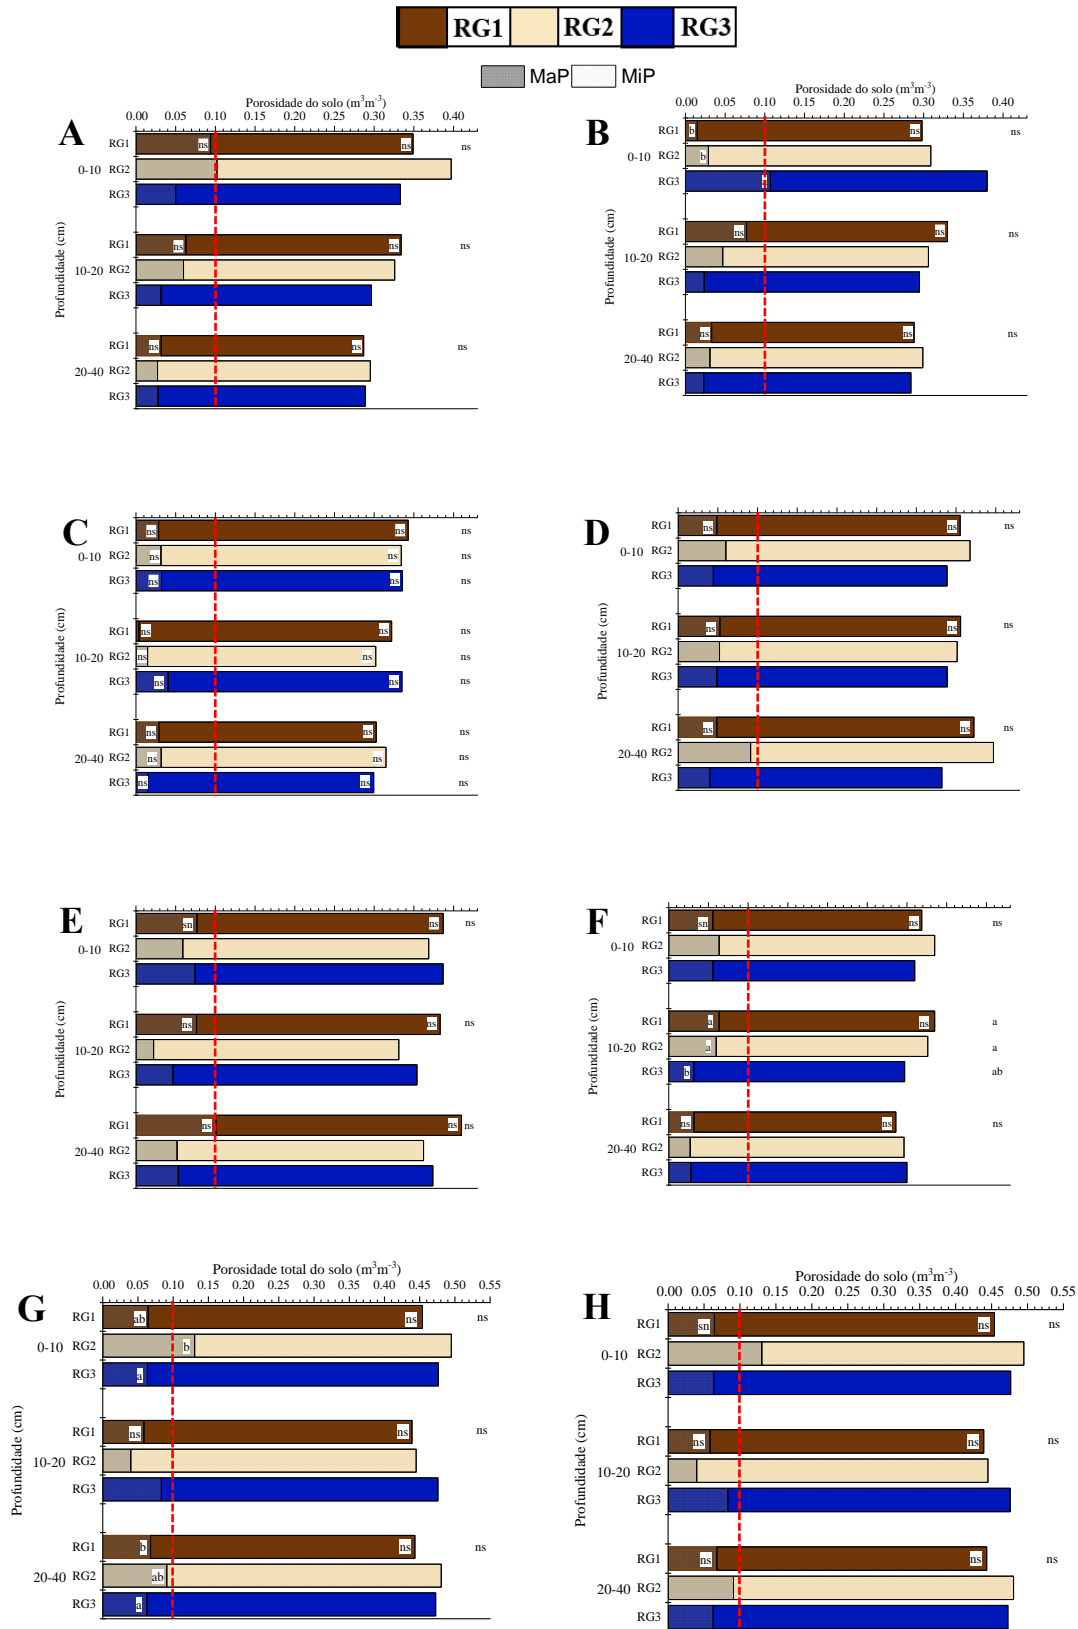 RG1 RG2 RG3
MaP MiP
A
Porosidade do solo (m³m⁻³)
0.00 0.05 0.10 0.15 0.20 0.25 0.30 0.35 0.40
Profundidade (cm)
RG1 ns ns ns
0-10 RG2
RG3
RG1 ns ns ns
10-20 RG2
RG3
RG1 ns ns ns
20-40 RG2
RG3
B
Porosidade do solo (m³m⁻³)
0.00 0.05 0.10 0.15 0.20 0.25 0.30 0.35 0.40
Profundidade (cm)
RG1 b ns ns
0-10 RG2 b
RG3
RG1 ns ns ns
10-20 RG2
RG3
RG1 ns ns ns
20-40 RG2
RG3
C
Profundidade (cm)
RG1 ns ns ns
0-10 RG2 ns ns ns
RG3 ns ns ns
RG1 ns ns ns
10-20 RG2 ns ns ns
RG3 ns ns ns
RG1 ns ns ns
20-40 RG2 ns ns ns
RG3 ns ns ns
D
Profundidade (cm)
RG1 ns ns ns
0-10 RG2
RG3
RG1 ns ns ns
10-20 RG2
RG3
RG1 ns ns ns
20-40 RG2
RG3
E
Profundidade (cm)
RG1 sn ns ns
0-10 RG2
RG3
RG1 ns ns ns
10-20 RG2
RG3
RG1 ns ns ns
20-40 RG2
RG3
F
Profundidade (cm)
RG1 sn ns ns
0-10 RG2
RG3
RG1 a ns a
10-20 RG2 a a
RG3 b ab
RG1 ns ns ns
20-40 RG2
RG3
G
Porosidade total do solo (m³m⁻³)
0.00 0.05 0.10 0.15 0.20 0.25 0.30 0.35 0.40 0.45 0.50 0.55
Profundidade (cm)
RG1 ab ns ns
0-10 RG2 b
RG3 a
RG1 ns ns ns
10-20 RG2
RG3
RG1 b ns ns
20-40 RG2 ab
RG3 a
H
Porosidade do solo (m³m⁻³)
0.00 0.05 0.10 0.15 0.20 0.25 0.30 0.35 0.40 0.45 0.50 0.55
Profundidade (cm)
RG1 sn ns ns
0-10 RG2
RG3
RG1 ns ns ns
10-20 RG2
RG3
RG1 ns ns ns
20-40 RG2
RG3